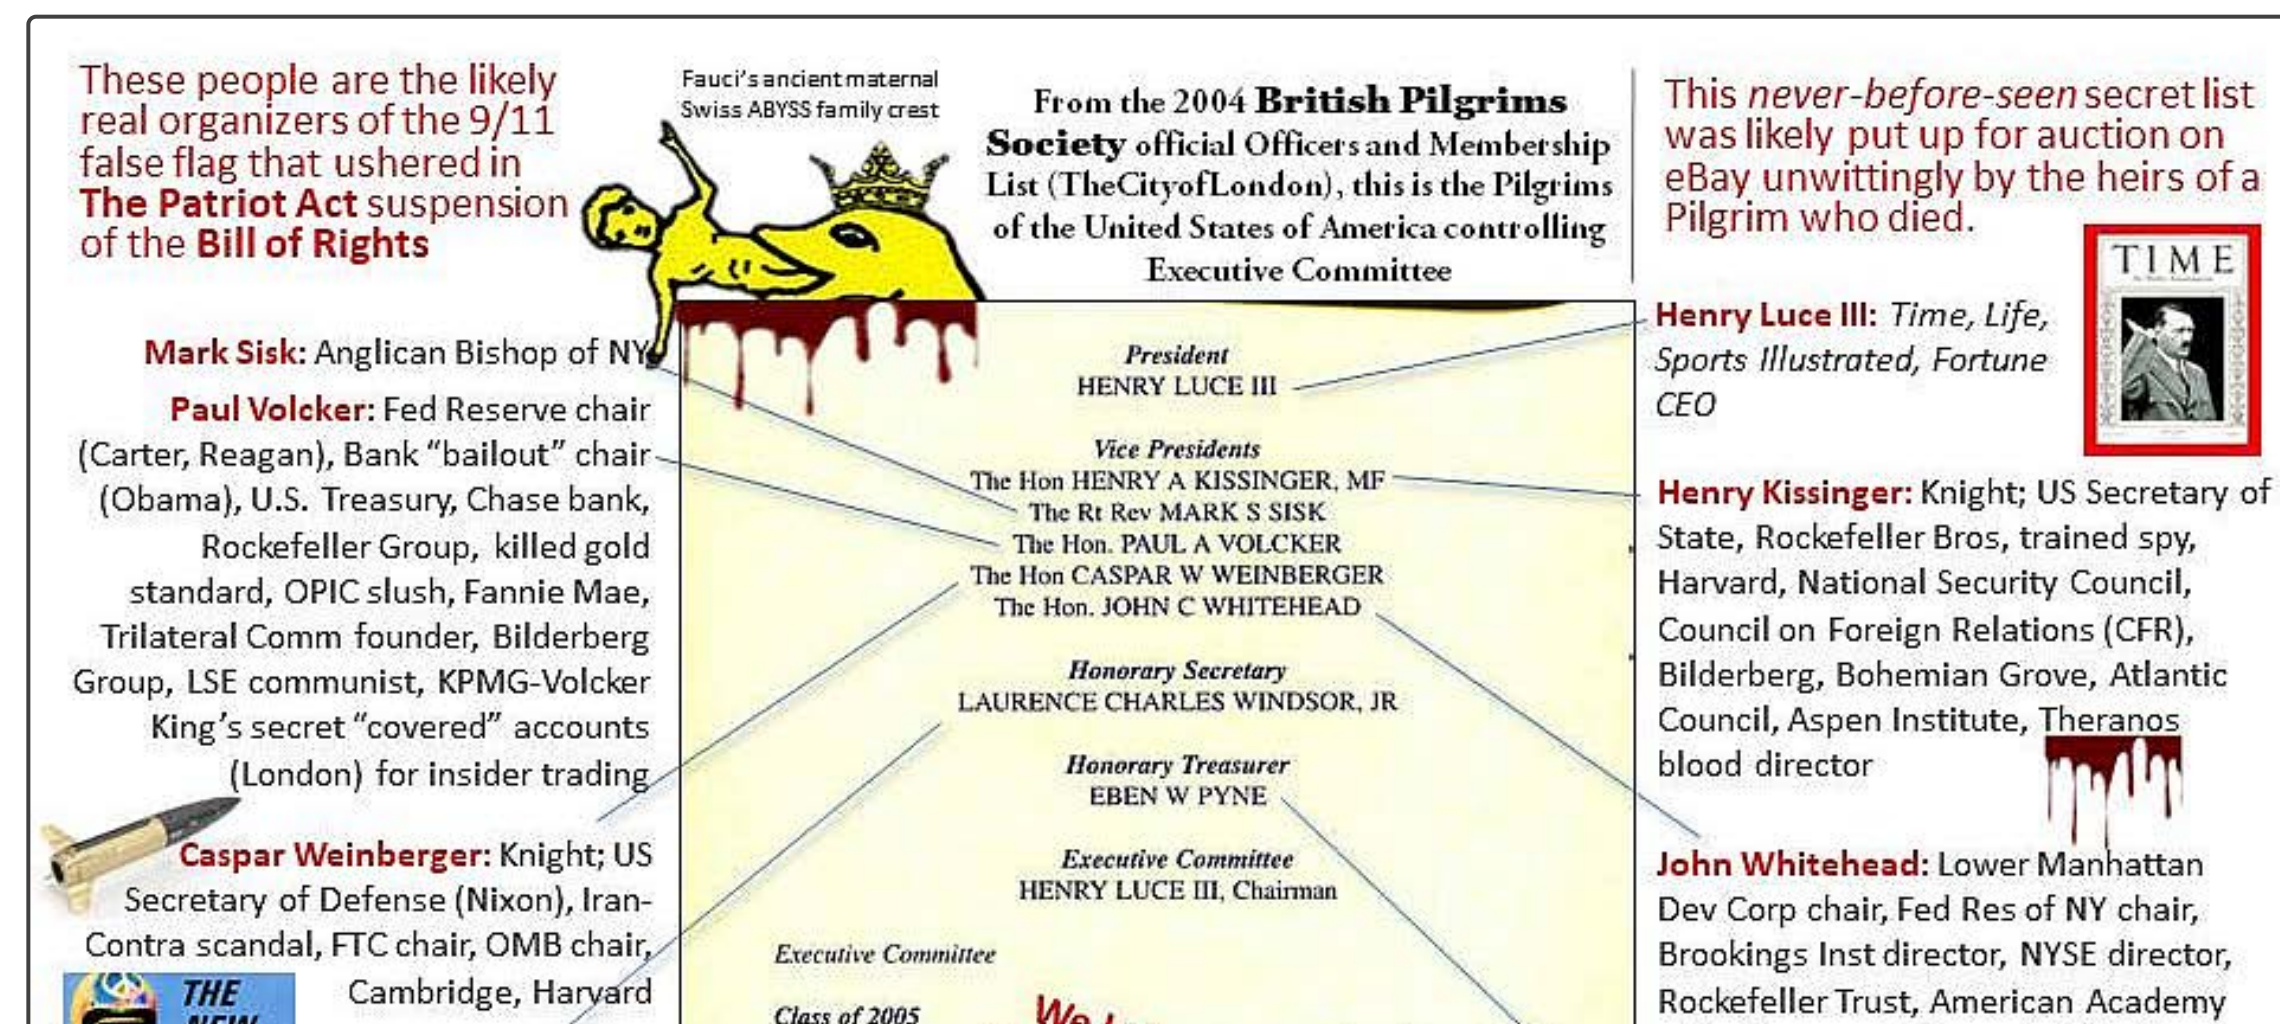 These people are the likely
real organizers of the 9/11
false flag that ushered in
The Patriot Act suspension
of the Bill of Rights
Fauci's ancient maternal
Swiss ABYSS family crest
From the 2004 British Pilgrims
Society official Officers and Membership
List (TheCityofLondon), this is the Pilgrims
of the United States of America controlling
Executive Committee
This never-before-seen secret list
was likely put up for auction on
eBay unwittingly by the heirs of a
Pilgrim who died.
TIME
Mark Sisk: Anglican Bishop of NY
Paul Volcker: Fed Reserve chair
(Carter, Reagan), Bank “bailout” chair
(Obama), U.S. Treasury, Chase bank,
Rockefeller Group, killed gold
standard, OPIC slush, Fannie Mae,
Trilateral Comm founder, Bilderberg
Group, LSE communist, KPMG-Volcker
King's secret “covered” accounts
(London) for insider trading
Caspar Weinberger: Knight; US
Secretary of Defense (Nixon), Iran-
Contra scandal, FTC chair, OMB chair,
Cambridge, Harvard
THE
NEW
President
HENRY LUCE III
Vice Presidents
The Hon HENRY A KISSINGER, MF
The Rt Rev MARK S SISK
The Hon. PAUL A VOLCKER
The Hon CASPAR W WEINBERGER
The Hon. JOHN C WHITEHEAD
Honorary Secretary
LAURENCE CHARLES WINDSOR, JR
Honorary Treasurer
EBEN W PYNE
Executive Committee
HENRY LUCE III, Chairman
Executive Committee
Class of 2005
Henry Luce III: Time, Life,
Sports Illustrated, Fortune
CEO
Henry Kissinger: Knight; US Secretary of
State, Rockefeller Bros, trained spy,
Harvard, National Security Council,
Council on Foreign Relations (CFR),
Bilderberg, Bohemian Grove, Atlantic
Council, Aspen Institute, Theranos
blood director
John Whitehead: Lower Manhattan
Dev Corp chair, Fed Res of NY chair,
Brookings Inst director, NYSE director,
Rockefeller Trust, American Academy